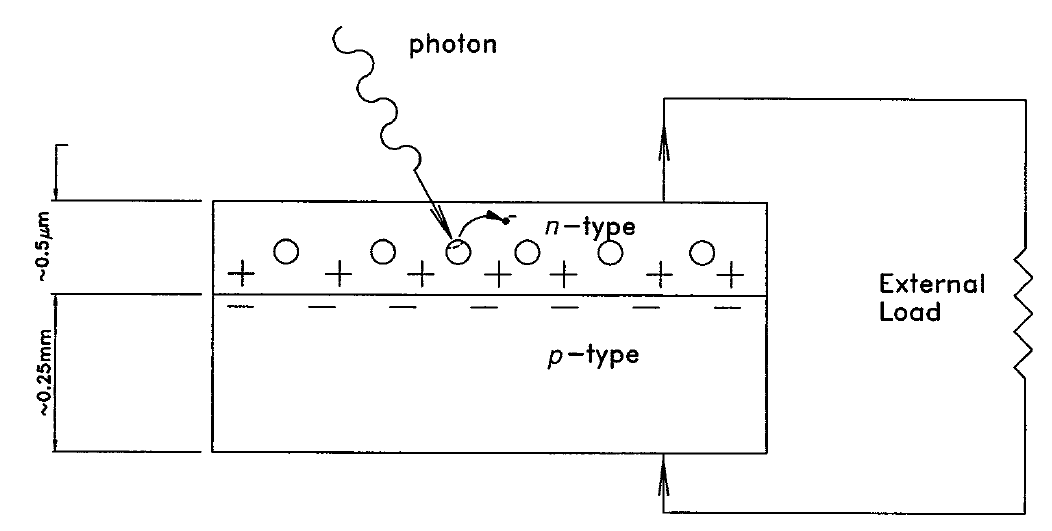 photon
n-type
~0.5μm
External
Load
p-type
~0.25mm